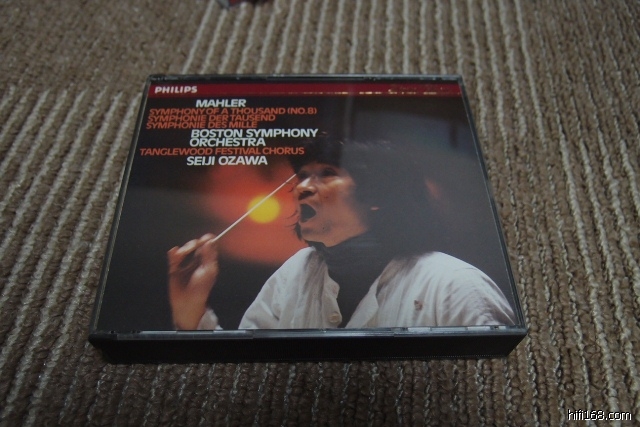 PHILIPS
MAHLER
SYMPHONY OF A THOUSAND (NO.8)
SYMPHONIE DER TAUSEND
SYMPHONIE DES MILLE
BOSTON SYMPHONY
ORCHESTRA
TANGLEWOOD FESTIVAL CHORUS
SEIJI OZAWA
hifi168.com